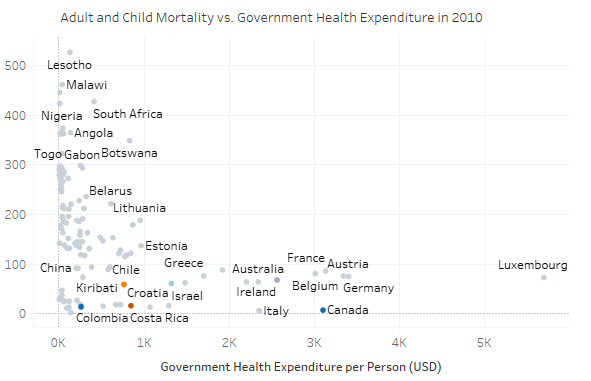 Adult and Child Mortality vs. Government Health Expenditure in 2010
500
400
300
200
100
0
Lesotho
Malawi
Nigeria
South Africa
Angola
Togo
Gabon
Botswana
Belarus
Lithuania
Estonia
China
Chile
Greece
Australia
France
Austria
Luxembourg
Kiribati
Croatia
Israel
Ireland
Belgium
Germany
Colombia
Costa Rica
Italy
Canada
0K
1K
2K
3K
4K
5K
Government Health Expenditure per Person (USD)